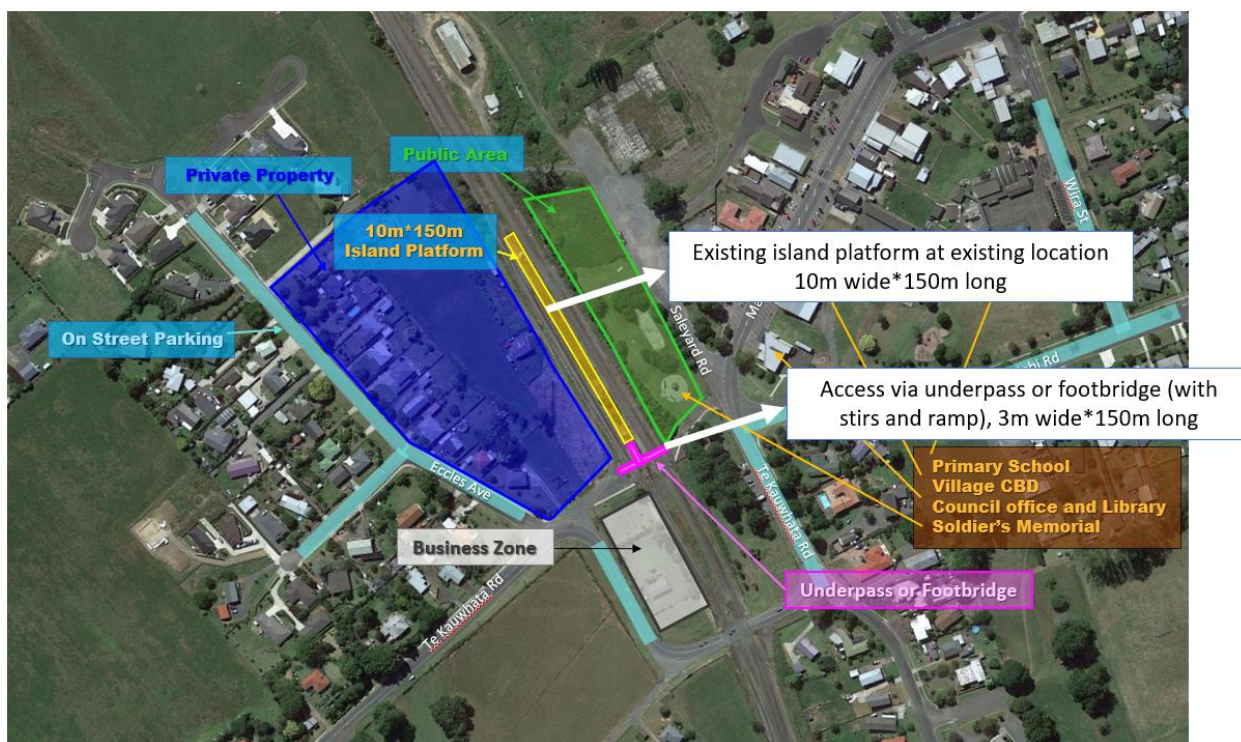 Public Area
Private Property
10m*150m
Island Platform
Existing island platform at existing location
10m wide*150m long
Wira St
On Street Parking
Saleyard Rd
Ma
hi Rd
Access via underpass or footbridge (with
stirs and ramp), 3m wide*150m long
Eccles Ave
Te Kauwhata Rd
Primary School
Village CBD
Council office and Library
Soldier's Memorial
Business Zone
Te Kauwhata Rd
Underpass or Footbridge